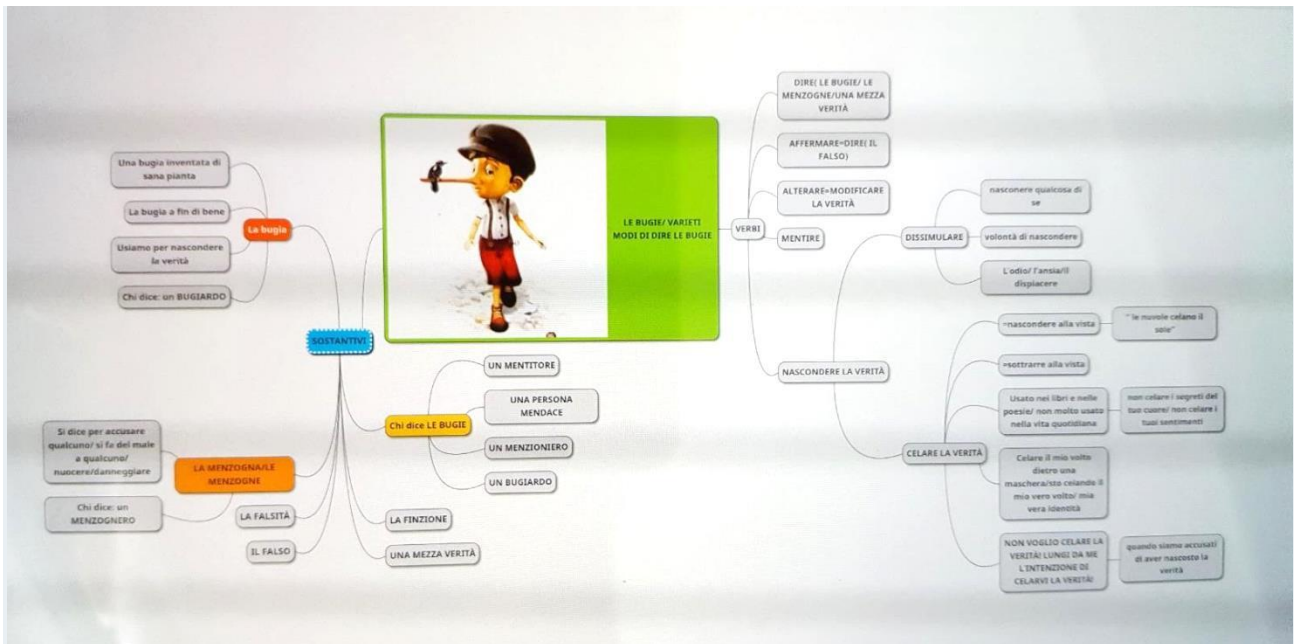 LE BUGIE/ VARIETI
MODI DI DIRE LE BUGIE
VERBI
DIRE( LE BUGIE/ LE
MENZOGNE/UNA MEZZA
VERITÀ
AFFERMARE=DIRE( IL
FALSO)
ALTERARE=MODIFICARE
LA VERITÀ
MENTIRE
NASCONDERE LA VERITÀ
DISSIMULARE
nasconere qualcosa di
se
volontà di nascondere
L'odio/ l'ansia/il
dispiacere
CELARE LA VERITÀ
=nascondere alla vista
" le nuvole celano il
sole"
=sottrarre alla vista
Usato nei libri e nelle
poesie/ non molto usato
nella vita quotidiana
non celare i segreti del
tuo cuore/ non celare i
tuoi sentimenti
Celare il mio volto
dietro una
maschera/sto celando il
mio vero volto/ mia
vera identità
NON VOGLIO CELARE LA
VERITÀ! LUNGI DA ME
L'INTENZIONE DI
CELARVI LA VERITÀ!
quando siamo accusati
di aver nascosto la
verità
SOSTANTIVI
La bugia
Una bugia inventata di
sana pianta
La bugia a fin di bene
Usiamo per nascondere
la verità
Chi dice: un BUGIARDO
Chi dice LE BUGIE
UN MENTITORE
UNA PERSONA
MENDACE
UN MENZIONIERO
UN BUGIARDO
LA MENZOGNA/LE
MENZOGNE
Si dice per accusare
qualcuno/ si fa del male
a qualcuno/
nuocere/danneggiare
Chi dice: un
MENZOGNERO
LA FALSITÀ
IL FALSO
LA FINZIONE
UNA MEZZA VERITÀ